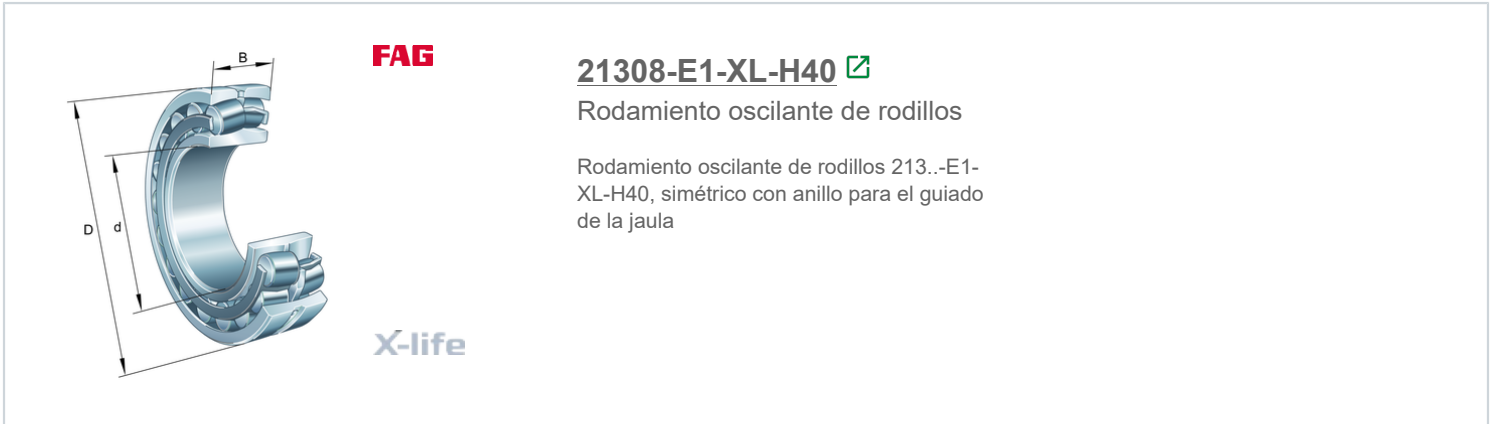 B
FAG
21308-E1-XL-H40
Rodamiento oscilante de rodillos
Rodamiento oscilante de rodillos 213..-E1-
XL-H40, simétrico con anillo para el guiado
de la jaula
D
d
X-life